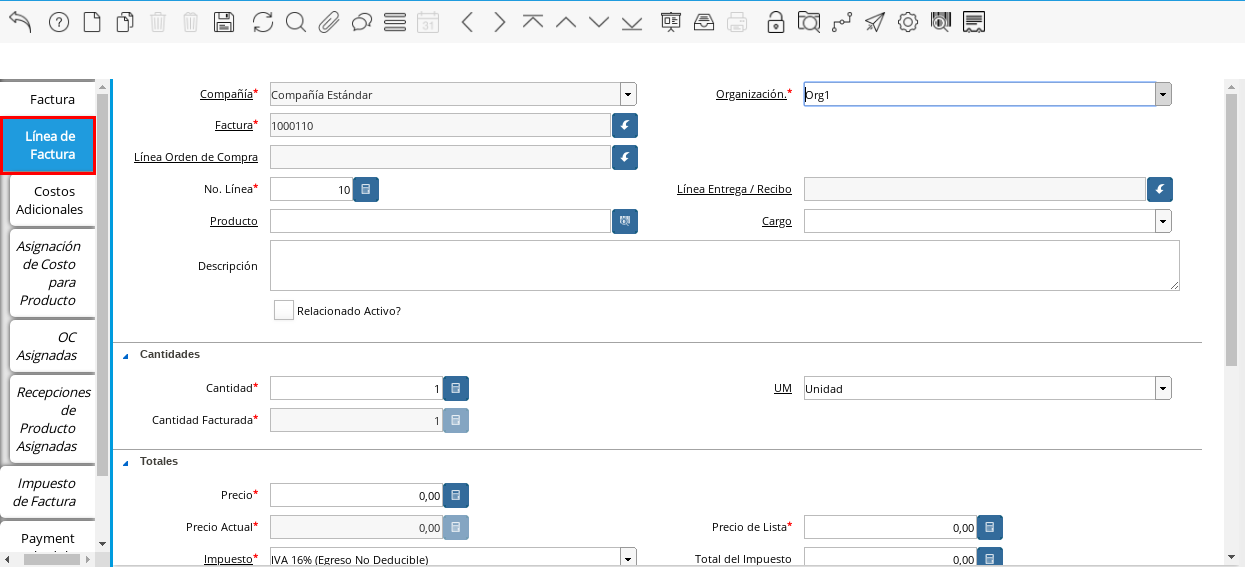 31
Factura
Línea de
Factura
Costos
Adicionales
Asignación
de Costo
para
Producto
OC
Asignadas
Recepciones
de
Producto
Asignadas
Impuesto
de Factura
Payment
Compañía* Compañía Estándar Organización.* Org1
Factura* 1000110
Línea Orden de Compra
No. Línea* 10 Línea Entrega / Recibo
Producto Cargo
Descripción
Relacionado Activo?
Cantidades
Cantidad* 1 UM Unidad
Cantidad Facturada* 1
Totales
Precio* 0,00
Precio Actual* 0,00 Precio de Lista* 0,00
Impuesto* IVA 16% (Egreso No Deducible) Total del Impuesto 0,00